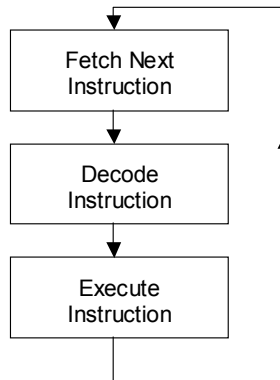 Fetch Next
Instruction
Decode
Instruction
Execute
Instruction